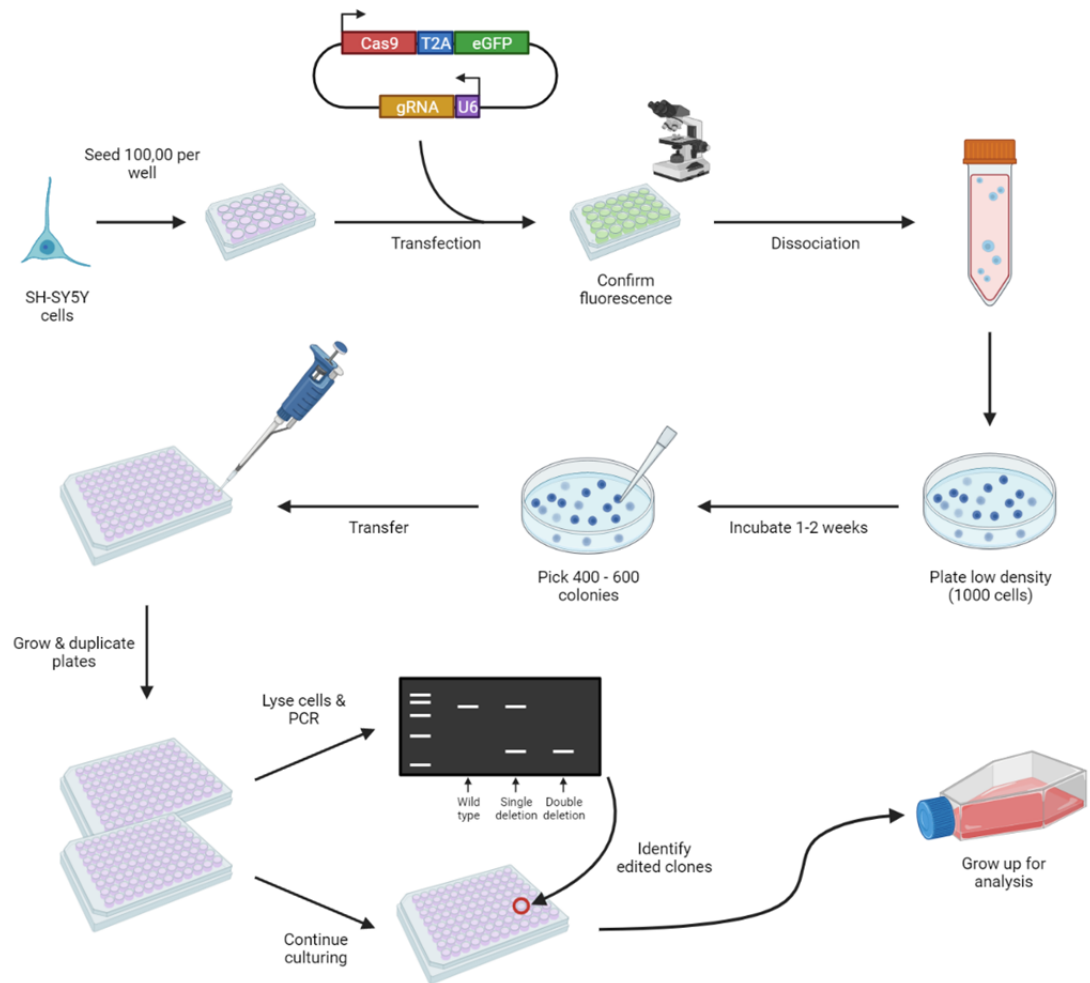 Cas9 T2A eGFP
gRNA U6
Seed 100,00 per
well
SH-SY5Y
cells
Transfection
Confirm
fluorescence
Dissociation
Plate low density
(1000 cells)
Incubate 1-2 weeks
Pick 400 - 600
colonies
Transfer
Grow & duplicate
plates
Lyse cells &
PCR
Wild
type
Single
deletion
Double
deletion
Identify
edited clones
Continue
culturing
Grow up for
analysis